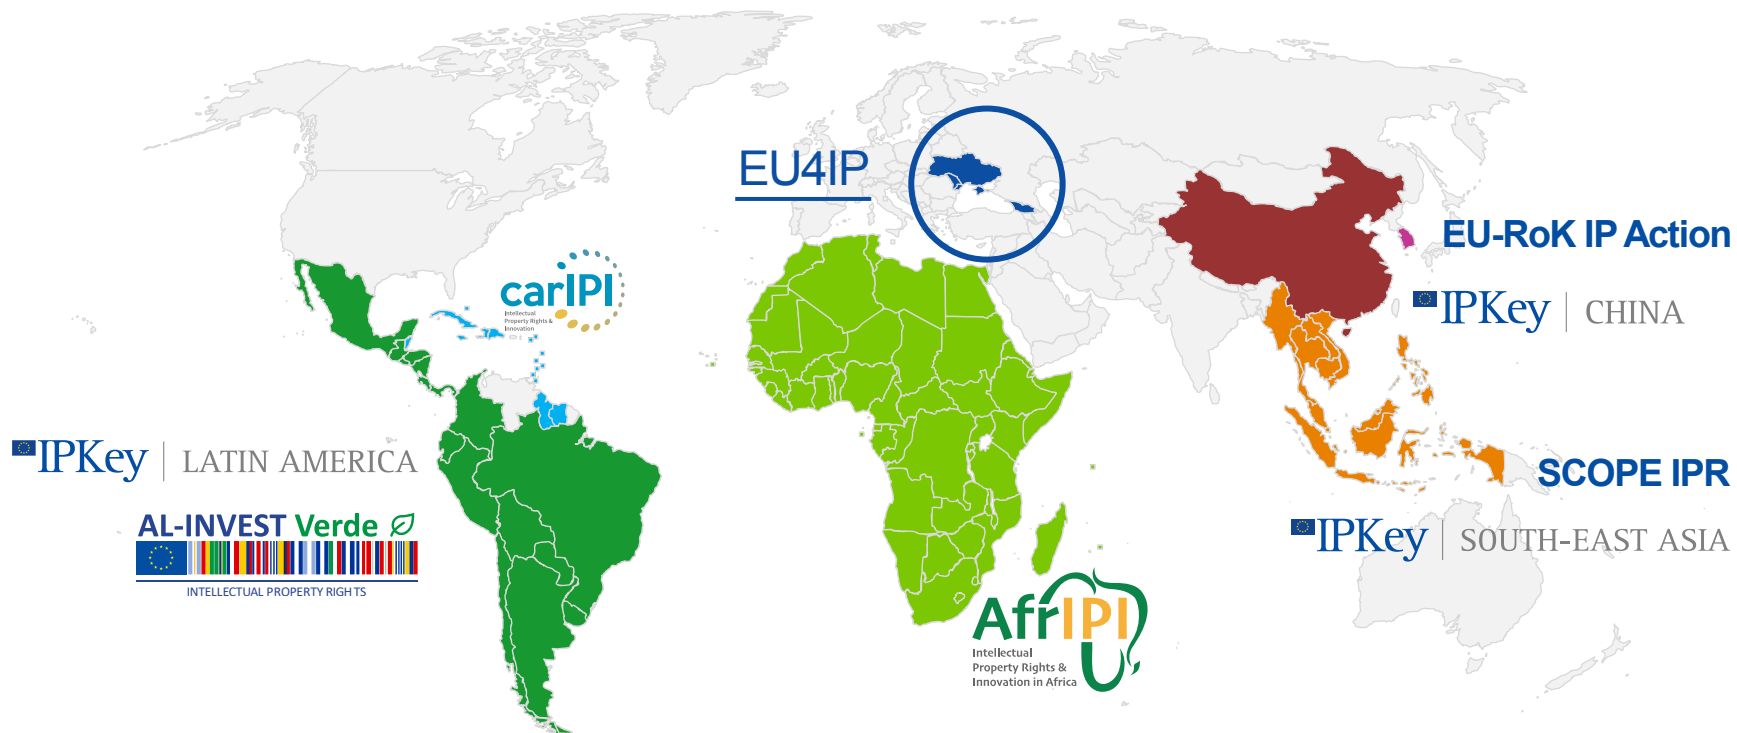 EU4IP
EU-RoK IP Action
carIPI
Intellectual
Property Rights &
Innovation
IPKey | CHINA
IPKey | LATIN AMERICA
SCOPE IPR
AL-INVEST Verde
IPKey | SOUTH-EAST ASIA
INTELLECTUAL PROPERTY RIGHTS
AfrIPI
Intellectual
Property Rights &
Innovation in Africa